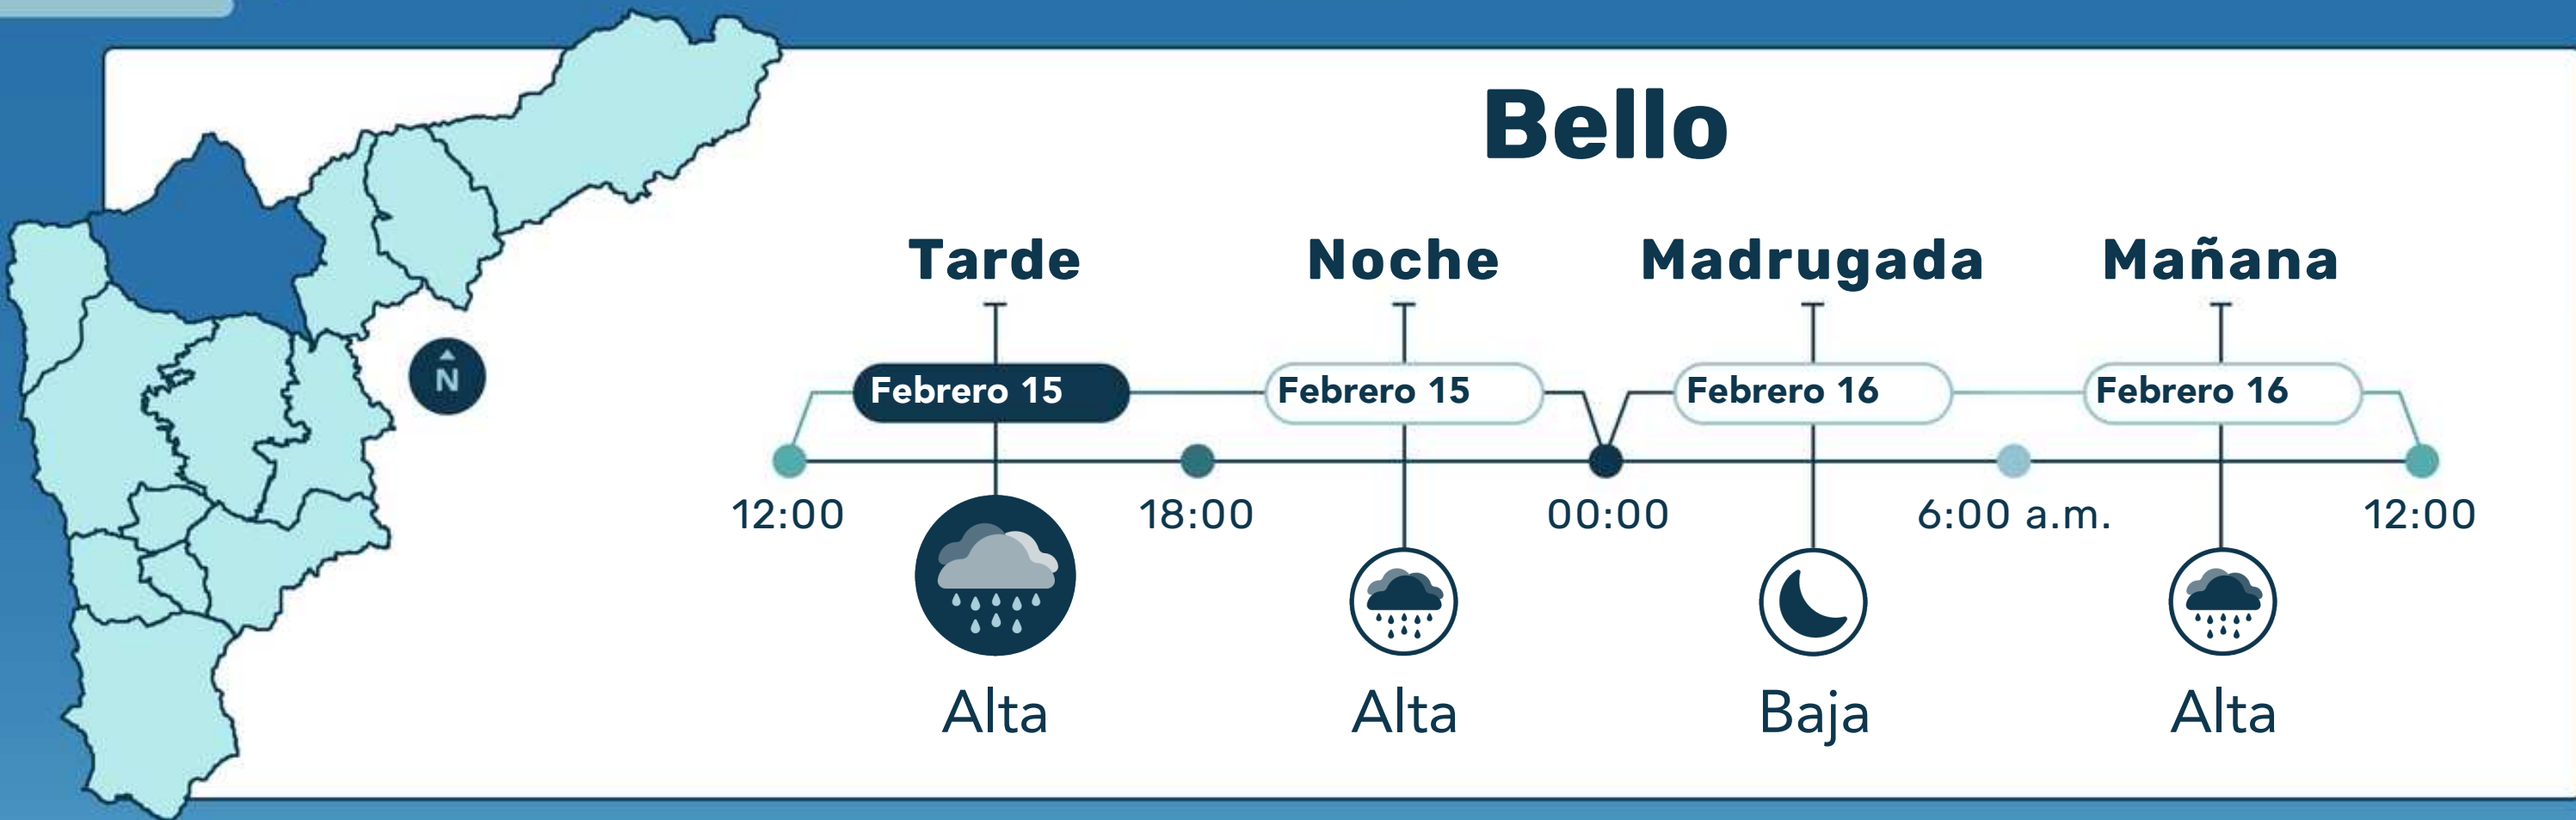 Bello
Tarde Noche Madrugada Mañana
Febrero 15 Febrero 15 Febrero 16 Febrero 16
N
12:00 18:00 00:00 6:00 a.m. 12:00
Alta Alta Baja Alta